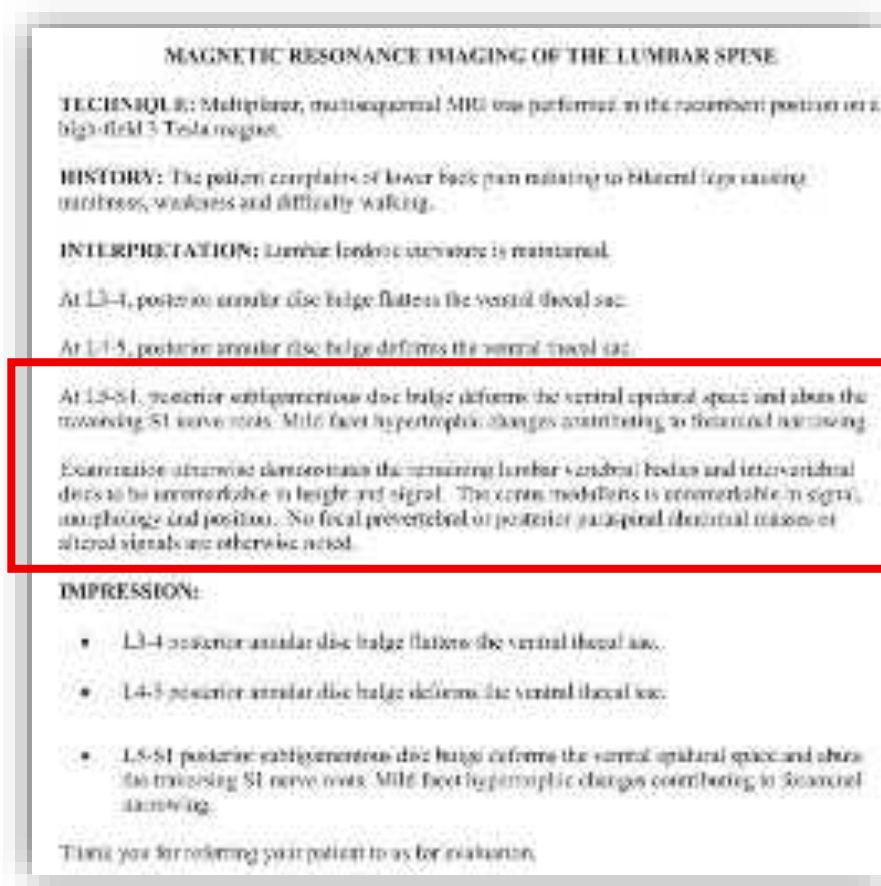 MAGNETIC RESONANCE IMAGING OF THE LUMBAR SPINE
TECHNIQUE: Multiplanar, multisequential MRI was performed in the recumbent position on a
high-field 3 Tesla magnet.
HISTORY: The patient complains of lower back pain radiating to bilateral legs causing
numbness, weakness and difficulty walking.
INTERPRETATION: Lumbar lordotic curvature is maintained.
At L3-4, posterior annular disc bulge flattens the ventral thecal sac.
At L4-5, posterior annular disc bulge deforms the ventral thecal sac.
At L5-S1, posterior subligamentous disc bulge deforms the ventral epidural space and abuts the
traversing S1 nerve roots. Mild facet hypertrophic changes contributing to foraminal narrowing.
Examination otherwise demonstrates the remaining lumbar vertebral bodies and intervertebral
discs to be unremarkable in height and signal. The conus medullaris is unremarkable in signal,
morphology and position. No focal prevertebral or posterior paraspinal abnormal masses or
altered signals are otherwise noted.
IMPRESSION:
• L3-4 posterior annular disc bulge flattens the ventral thecal sac.
• L4-5 posterior annular disc bulge deforms the ventral thecal sac.
• L5-S1 posterior subligamentous disc bulge deforms the ventral epidural space and abuts
the traversing S1 nerve roots. Mild facet hypertrophic changes contributing to foraminal
narrowing.
Thank you for referring your patient to us for evaluation.